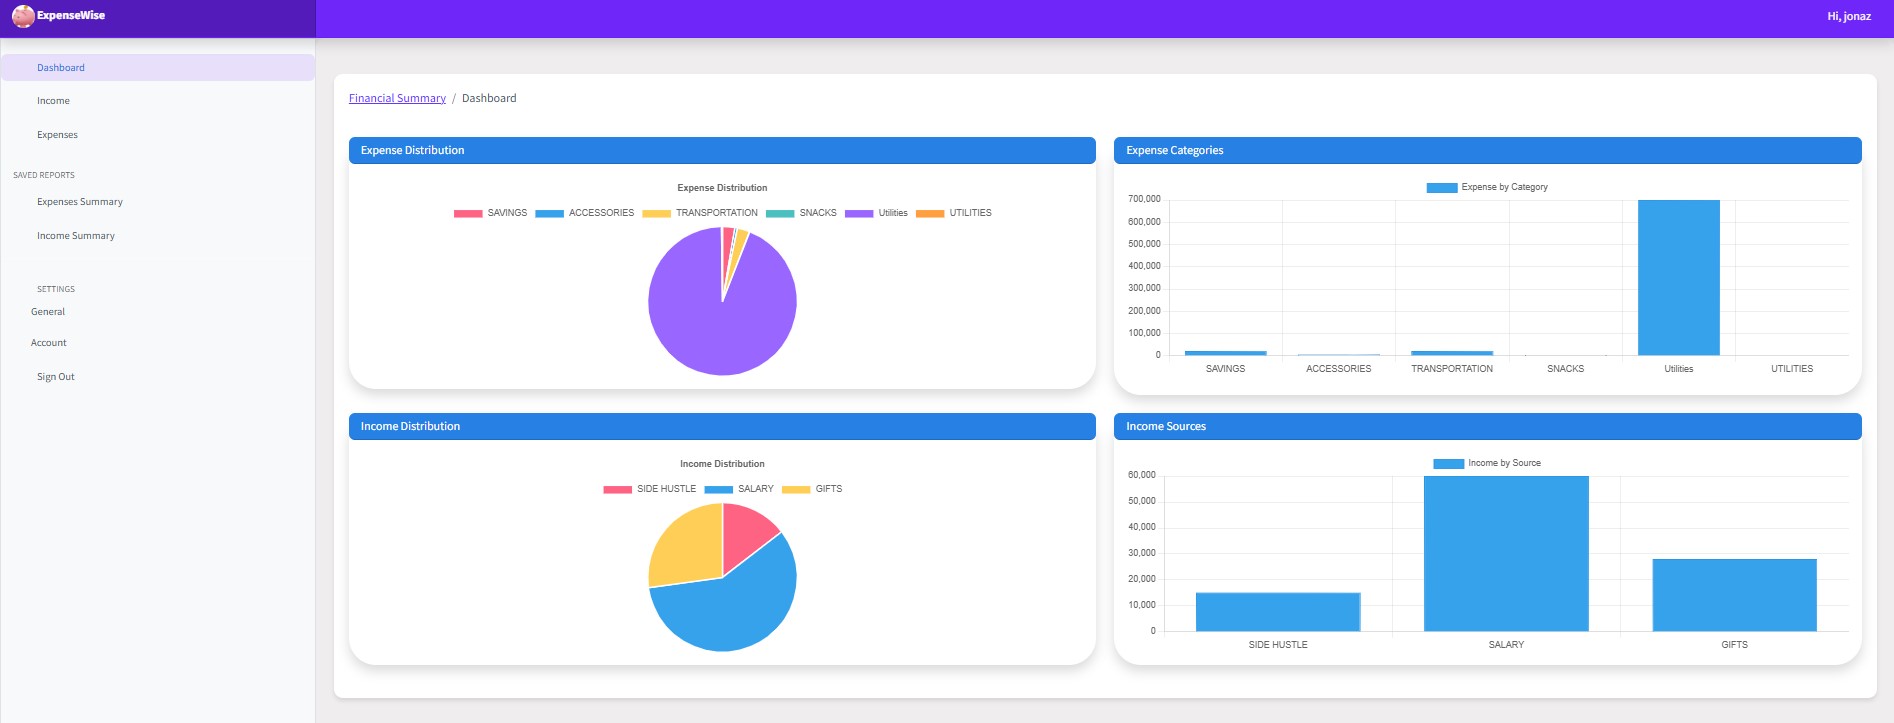 ExpenseWise
Hi, jonaz
Dashboard
Income
Expenses
SAVED REPORTS
Expenses Summary
Income Summary
SETTINGS
General
Account
Sign Out
Financial Summary / Dashboard
Expense Distribution
Expense Distribution
SAVINGS ACCESSORIES TRANSPORTATION SNACKS Utilities UTILITIES
Expense Categories
Expense by Category
700,000
600,000
500,000
400,000
300,000
200,000
100,000
0
SAVINGS ACCESSORIES TRANSPORTATION SNACKS Utilities UTILITIES
Income Distribution
Income Distribution
SIDE HUSTLE SALARY GIFTS
Income Sources
Income by Source
60,000
50,000
40,000
30,000
20,000
10,000
0
SIDE HUSTLE SALARY GIFTS